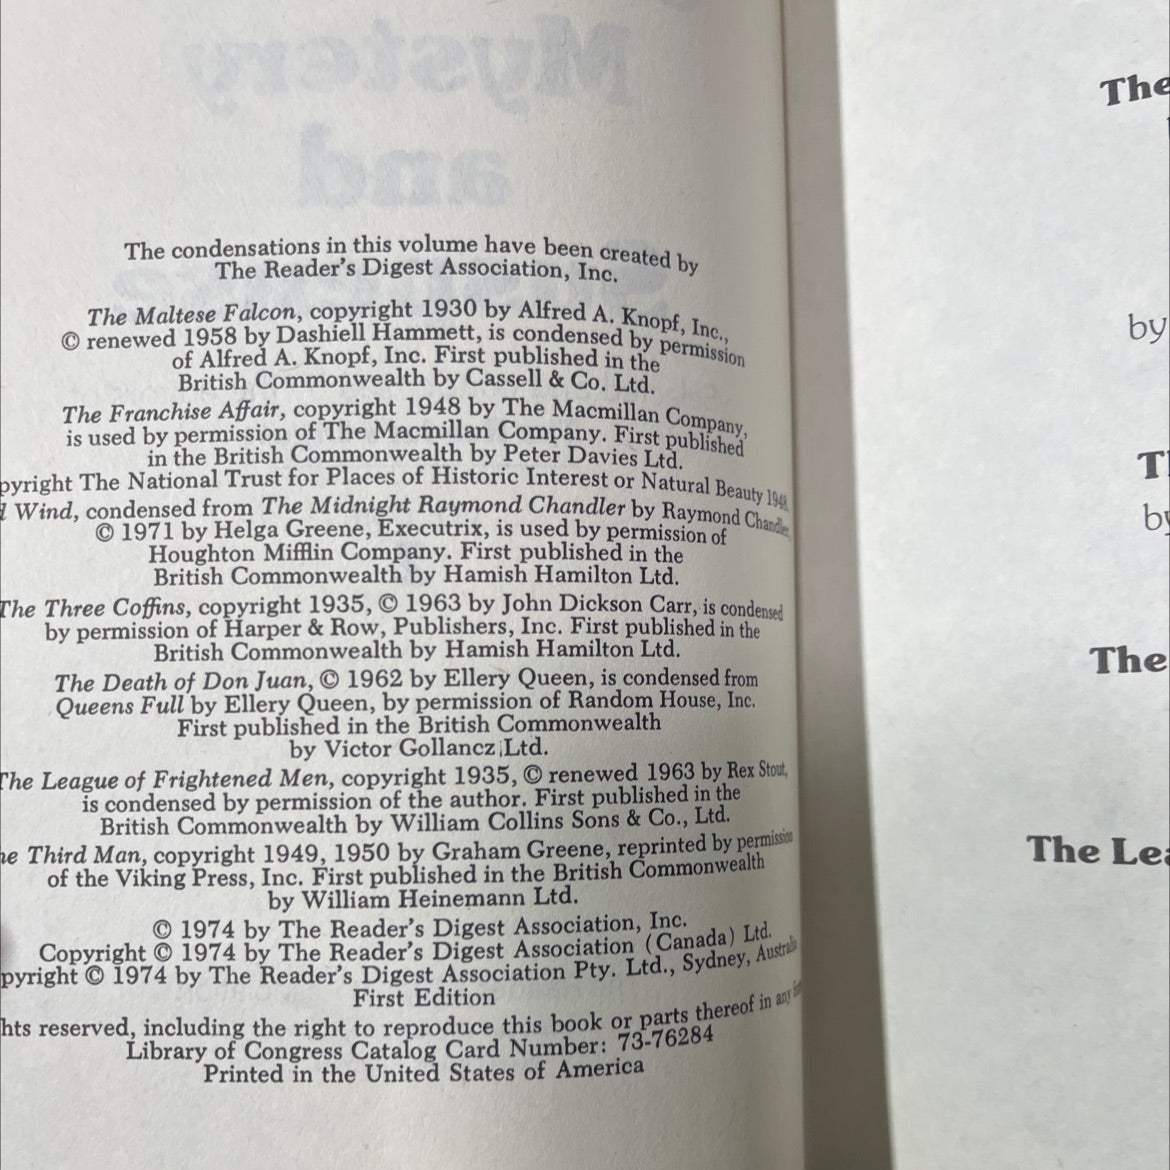 Mystery
and
The condensations in this volume have been created by
The Reader's Digest Association, Inc.
The Maltese Falcon, copyright 1930 by Alfred A. Knopf, Inc.,
© renewed 1958 by Dashiell Hammett, is condensed by permission
of Alfred A. Knopf, Inc. First published in the
British Commonwealth by Cassell & Co. Ltd.
The Franchise Affair, copyright 1948 by The Macmillan Company,
is used by permission of The Macmillan Company. First published
in the British Commonwealth by Peter Davies Ltd.
pyright The National Trust for Places of Historic Interest or Natural Beauty 1948.
Wind, condensed from The Midnight Raymond Chandler by Raymond Chandler,
© 1971 by Helga Greene, Executrix, is used by permission of
Houghton Mifflin Company. First published in the
British Commonwealth by Hamish Hamilton Ltd.
The Three Coffins, copyright 1935, © 1963 by John Dickson Carr, is condensed
by permission of Harper & Row, Publishers, Inc. First published in the
British Commonwealth by Hamish Hamilton Ltd.
The Death of Don Juan, © 1962 by Ellery Queen, is condensed from
Queens Full by Ellery Queen, by permission of Random House, Inc.
First published in the British Commonwealth
by Victor Gollancz Ltd.
The League of Frightened Men, copyright 1935, © renewed 1963 by Rex Stout,
is condensed by permission of the author. First published in the
British Commonwealth by William Collins Sons & Co., Ltd.
he Third Man, copyright 1949, 1950 by Graham Greene, reprinted by permission
of the Viking Press, Inc. First published in the British Commonwealth
by William Heinemann Ltd.
© 1974 by The Reader's Digest Association, Inc.
Copyright © 1974 by The Reader's Digest Association (Canada) Ltd.
pyright © 1974 by The Reader's Digest Association Pty. Ltd., Sydney, Australia
First Edition
hts reserved, including the right to reproduce this book or parts thereof in any form
Library of Congress Catalog Card Number: 73-76284
Printed in the United States of America
The
by
T
by
The
The Lea